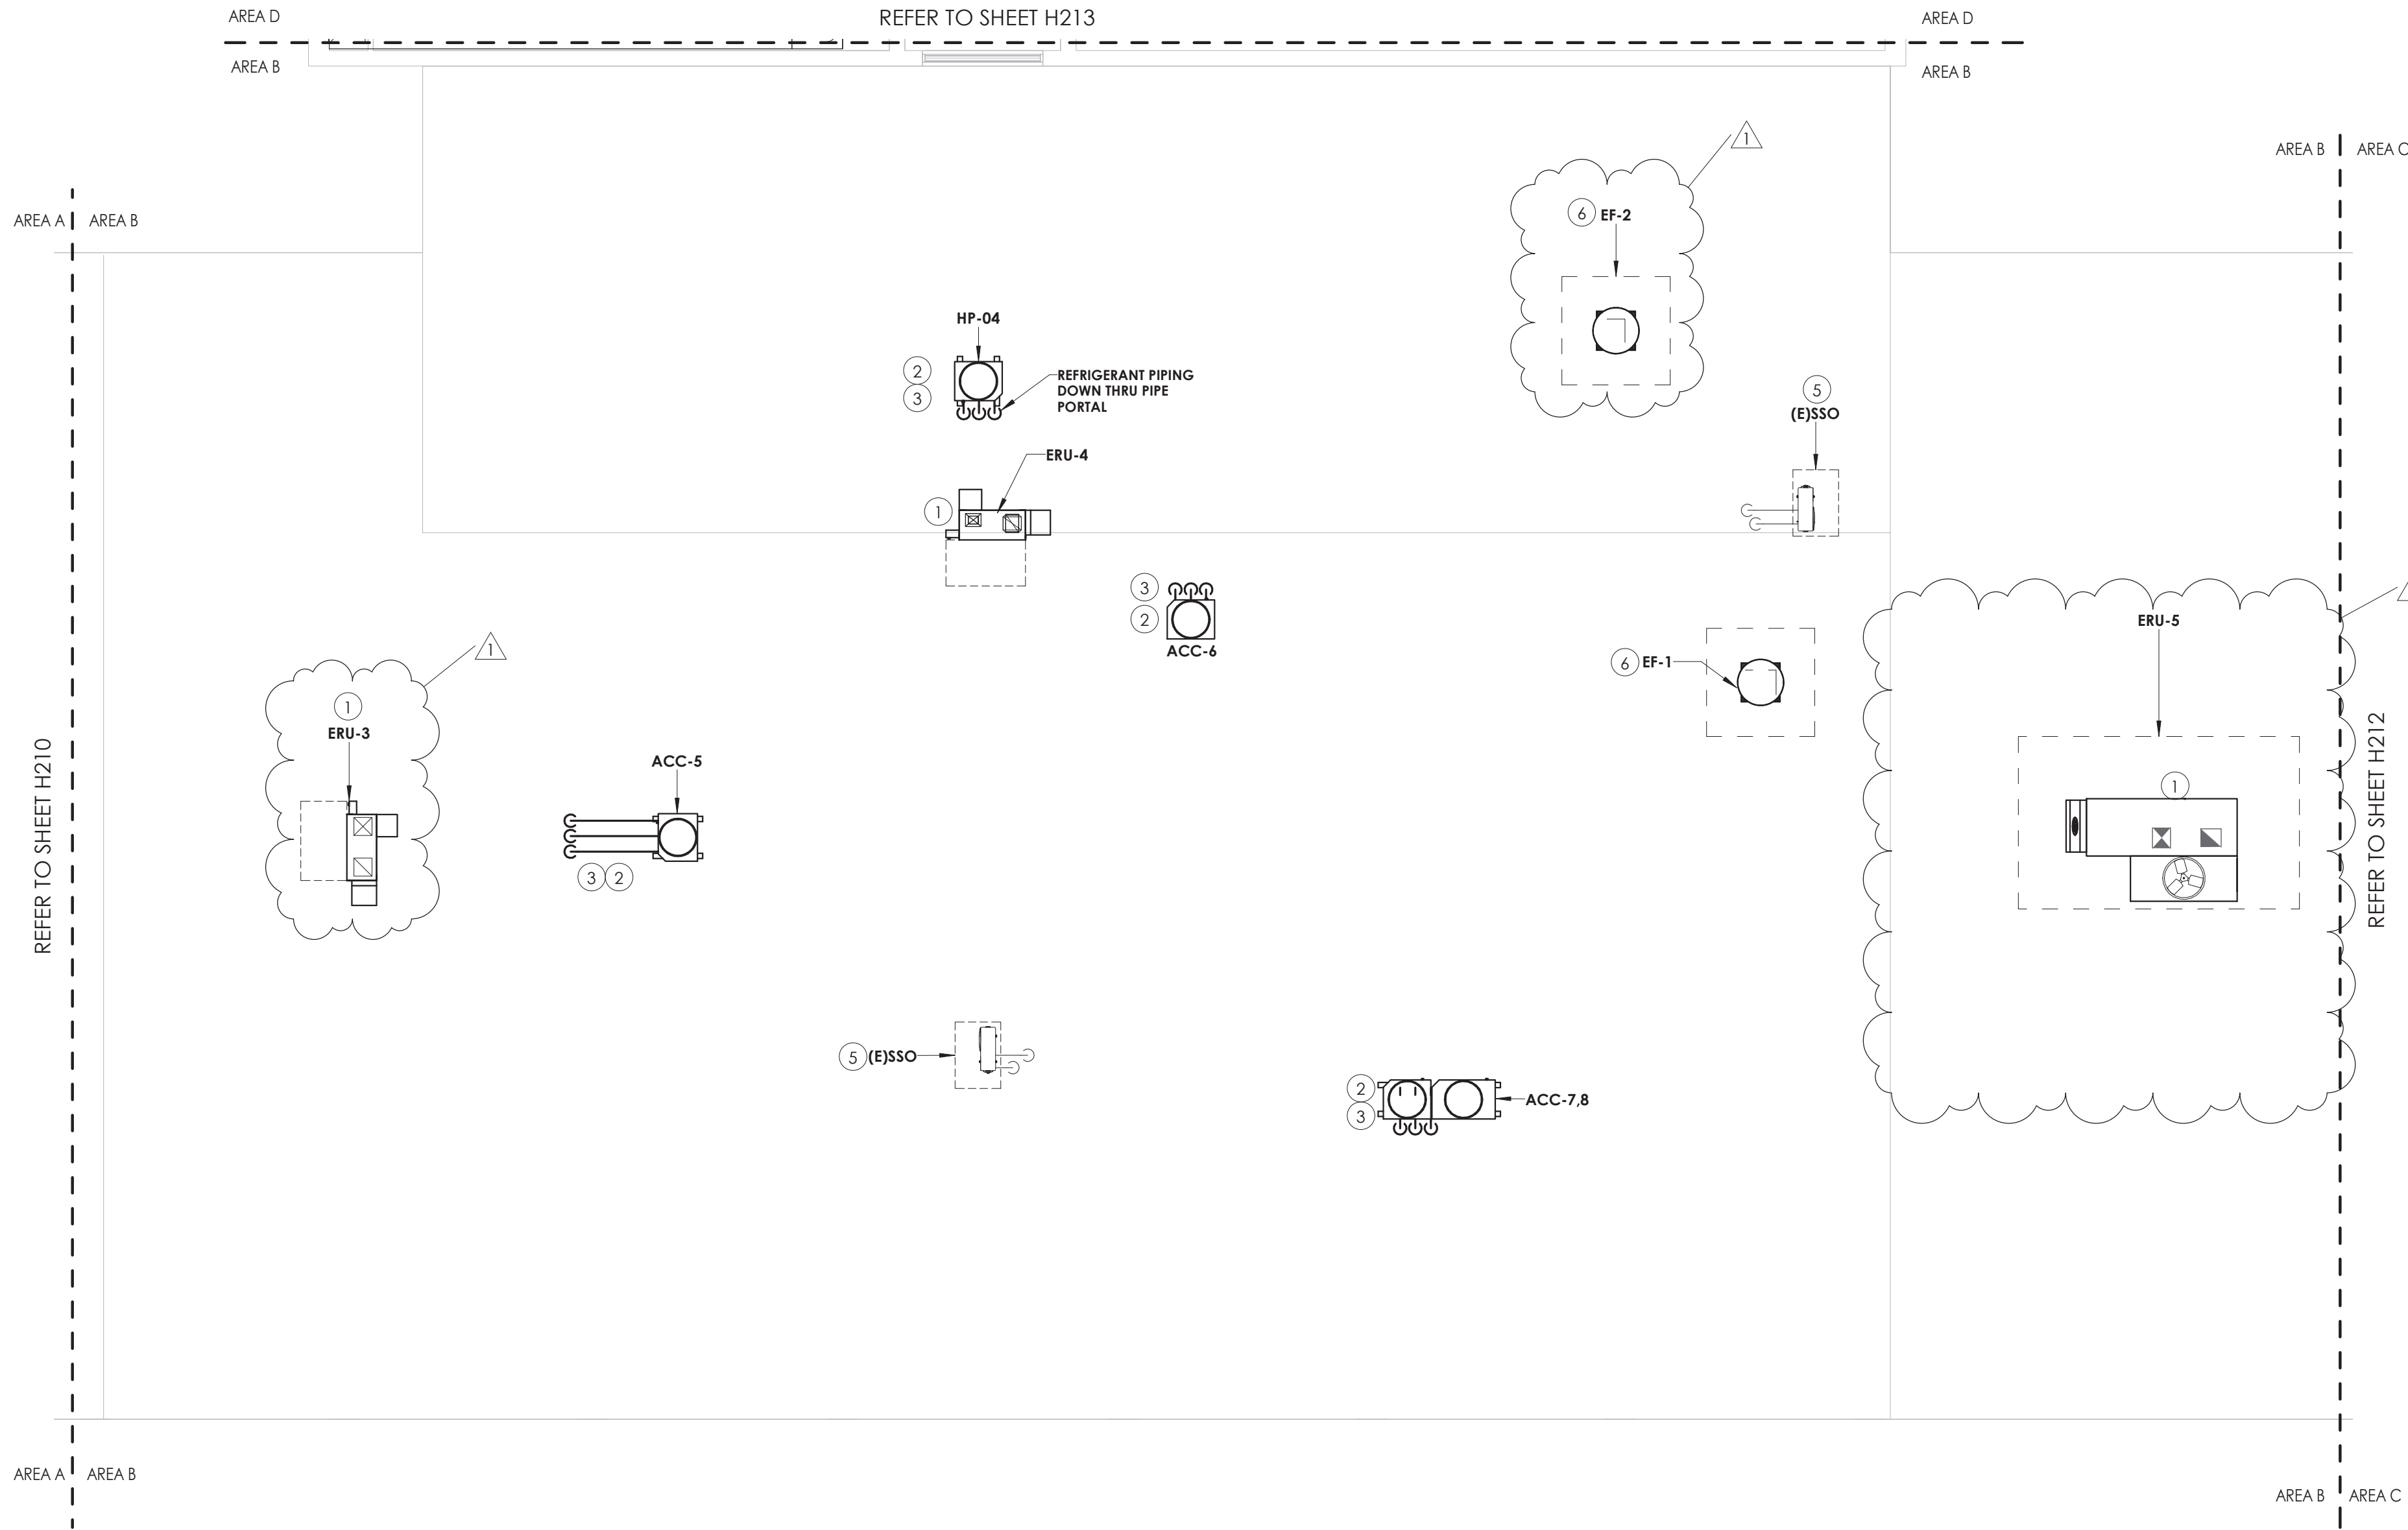 AREA D
REFER TO SHEET H213
AREA D
AREA B
AREA B
AREA B
AREA C
1
AREA A
AREA B
6
EF-2
HP-04
2
3
REFRIGERANT PIPING
DOWN THRU PIPE
PORTAL
5
(E)SSO
ERU-4
1
3
2
ACC-6
ERU-5
1
6
EF-1
1
ERU-3
ACC-5
REFER TO SHEET H210
REFER TO SHEET H212
1
3
2
5
(E)SSO
2
3
ACC-7,8
AREA A
AREA B
AREA B
AREA C